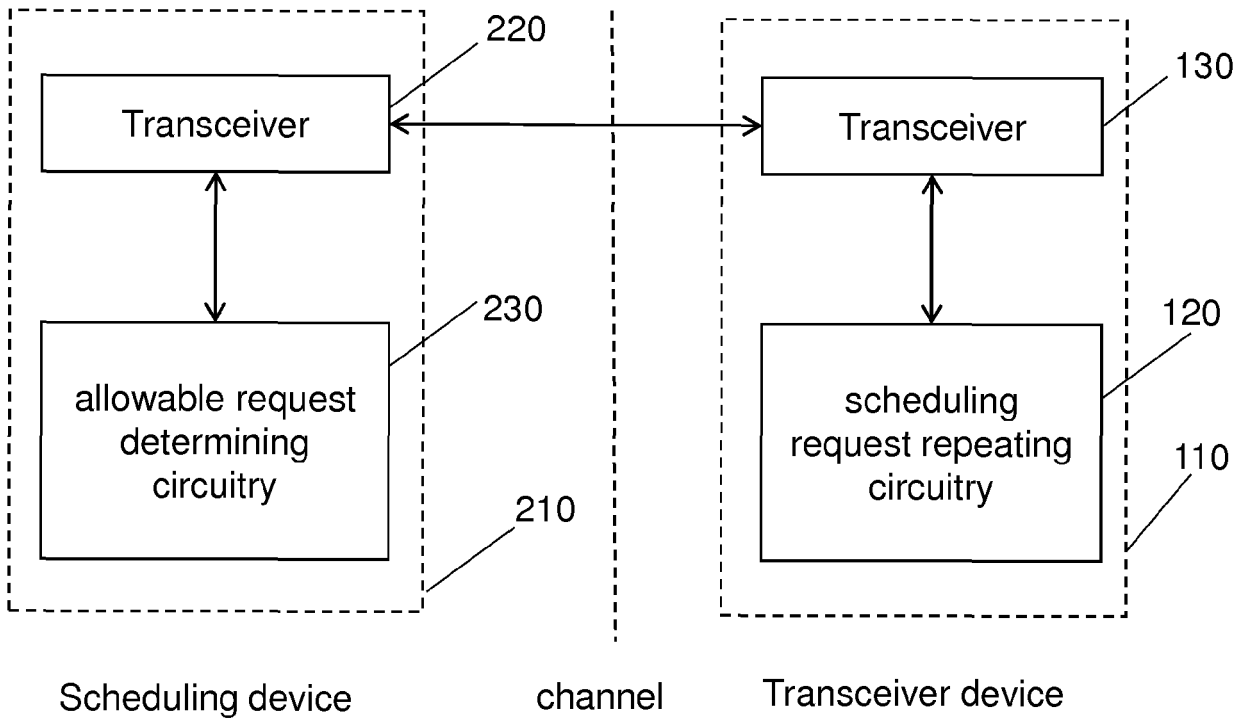 220
130
Transceiver
Transceiver
230
120
allowable request
determining
circuitry
scheduling
request repeating
circuitry
210
110
Scheduling device
channel
Transceiver device